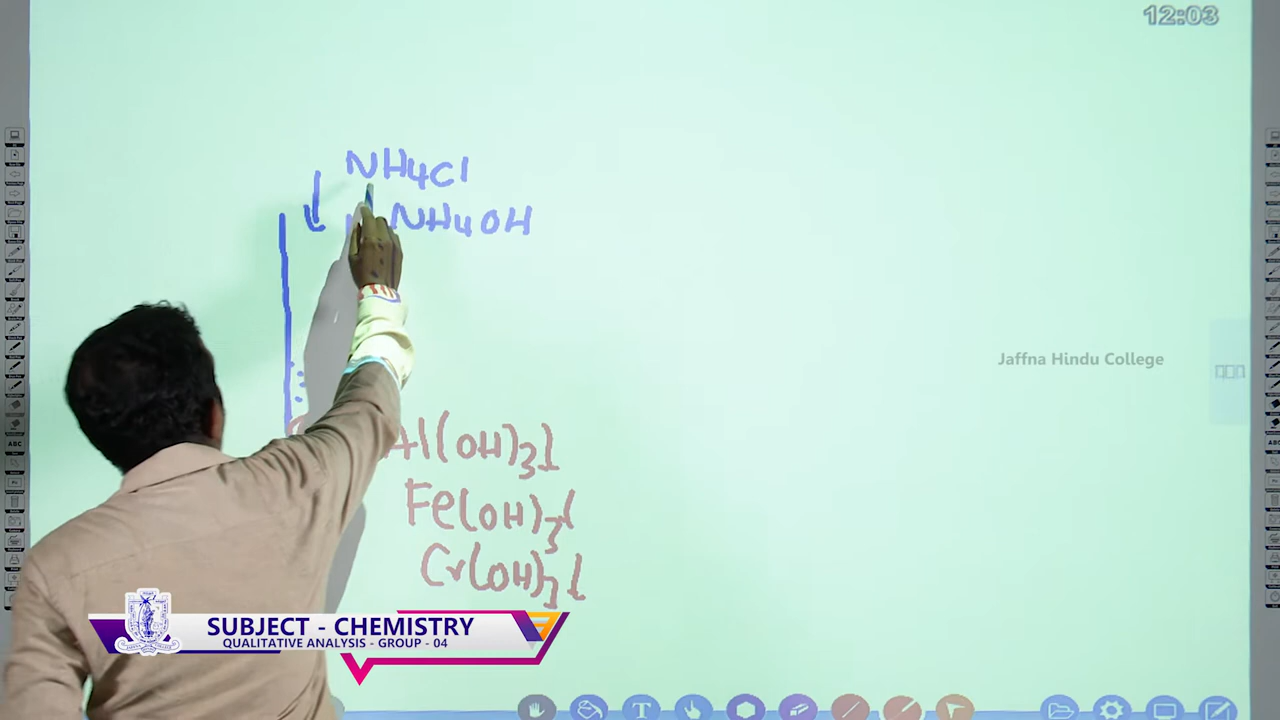 12:03
NH4Cl
NH4OH
Jaffna Hindu College
Al(OH)3↓
Fe(OH)3↓
Cr(OH)3↓
SUBJECT - CHEMISTRY
QUALITATIVE ANALYSIS - GROUP - 04
ABC
T